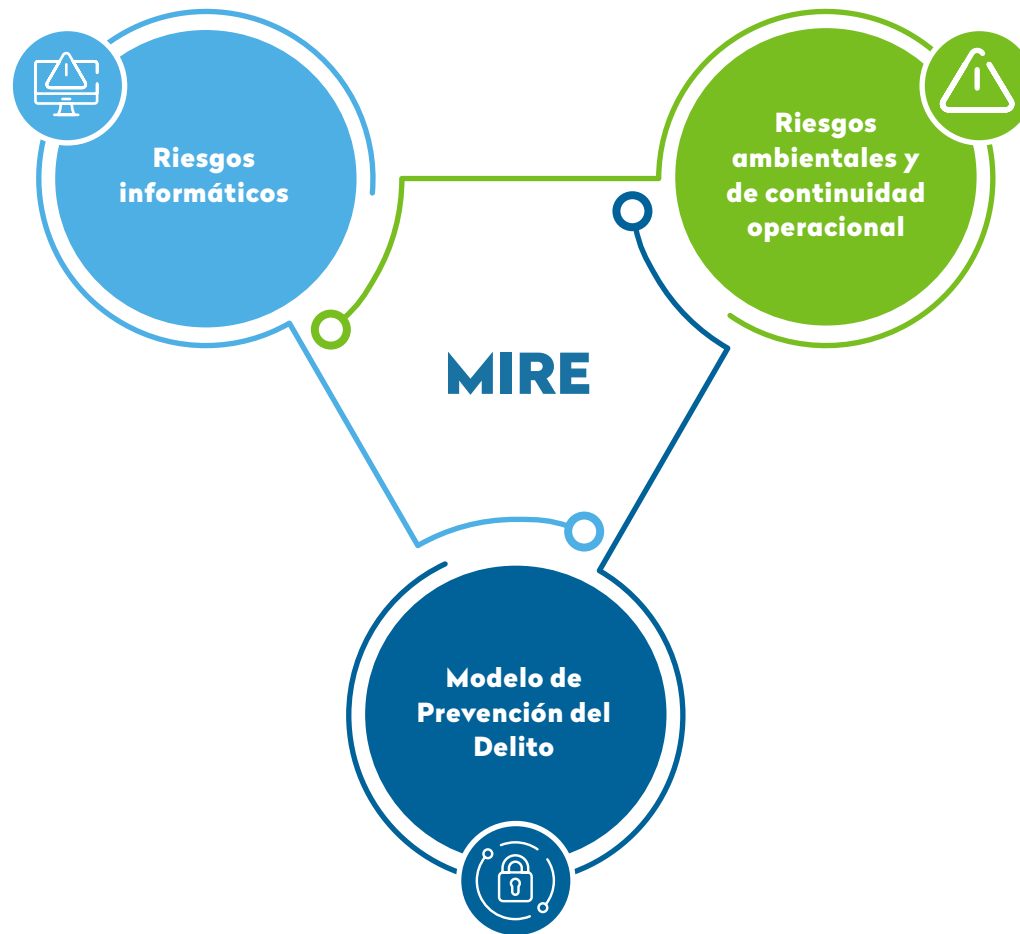 Riesgos
informáticos
Riesgos
ambientales y
de continuidad
operacional
MIRE
Modelo de
Prevención del
Delito